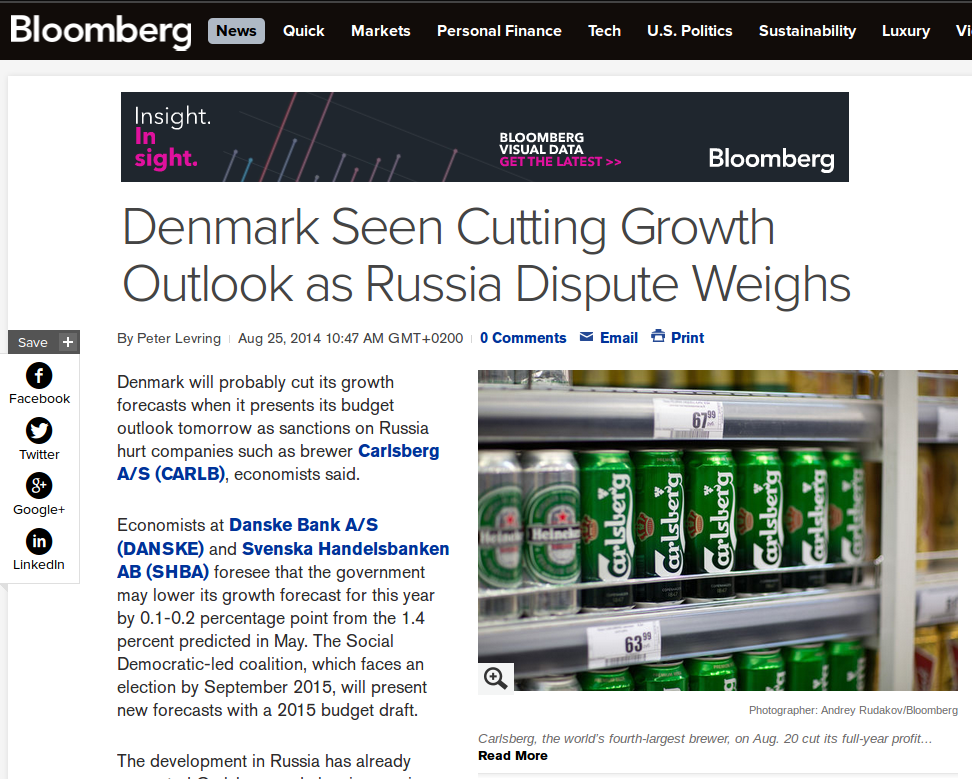 Bloomberg
News Quick Markets Personal Finance Tech U.S. Politics Sustainability Luxury
Insight.
In
sight.
BLOOMBERG
VISUAL DATA
GET THE LATEST >>
Bloomberg
Denmark Seen Cutting Growth
Outlook as Russia Dispute Weighs
By Peter Levring Aug 25, 2014 10:47 AM GMT+0200 0 Comments Email Print
Save +
Facebook
Twitter
Google+
LinkedIn
Denmark will probably cut its growth
forecasts when it presents its budget
outlook tomorrow as sanctions on Russia
hurt companies such as brewer Carlsberg
A/S (CARLB), economists said.
Economists at Danske Bank A/S
(DANSKE) and Svenska Handelsbanken
AB (SHBA) foresee that the government
may lower its growth forecast for this year
by 0.1-0.2 percentage point from the 1.4
percent predicted in May. The Social
Democratic-led coalition, which faces an
election by September 2015, will present
new forecasts with a 2015 budget draft.
The development in Russia has already
67 99
Heineken
Carlsberg
Carlsberg
Carlsberg
Carlsberg
Carlsberg
Carlsberg
63 99
Photographer: Andrey Rudakov/Bloomberg
Carlsberg, the world's fourth-largest brewer, on Aug. 20 cut its full-year profit...
Read More